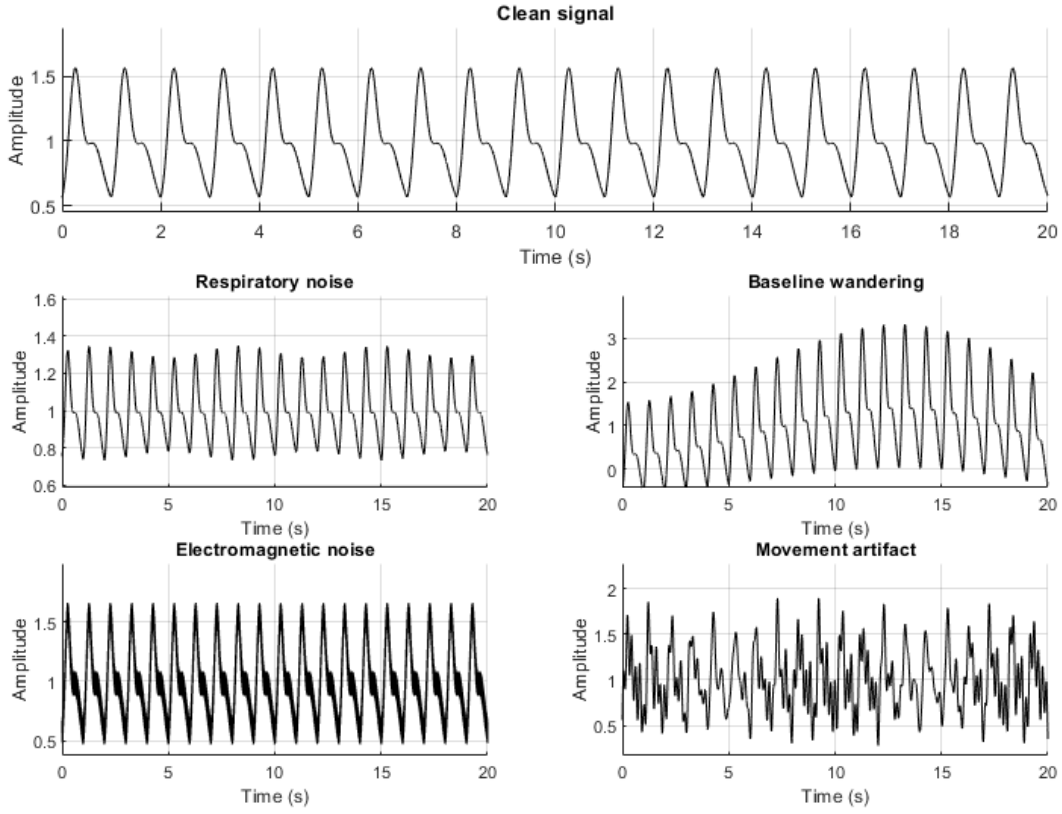 Clean signal
Amplitude
1.5
1
0.5
0 2 4 6 8 10 12 14 16 18 20
Time (s)
Respiratory noise
Amplitude
1.6
1.4
1.2
1
0.8
0.6
0 5 10 15 20
Time (s)
Baseline wandering
Amplitude
3
2
1
0
0 5 10 15 20
Time (s)
Electromagnetic noise
Amplitude
1.5
1
0.5
0 5 10 15 20
Time (s)
Movement artifact
Amplitude
2
1.5
1
0.5
0 5 10 15 20
Time (s)